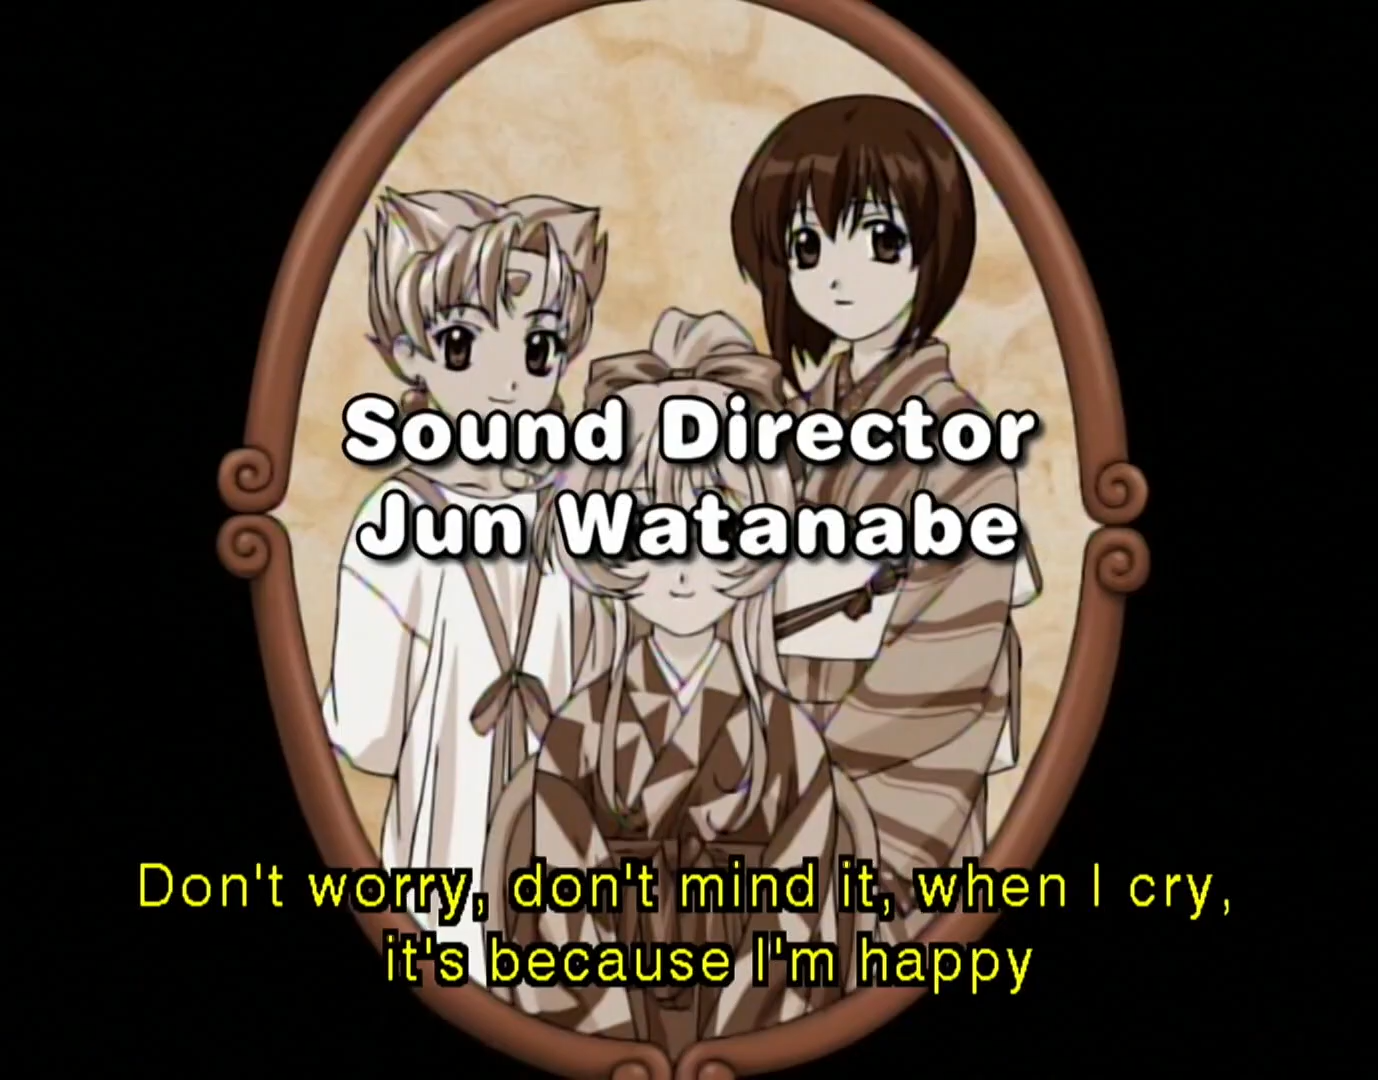 Sound Director
Jun Watanabe
Don't worry, don't mind it, when I cry,
it's because I'm happy